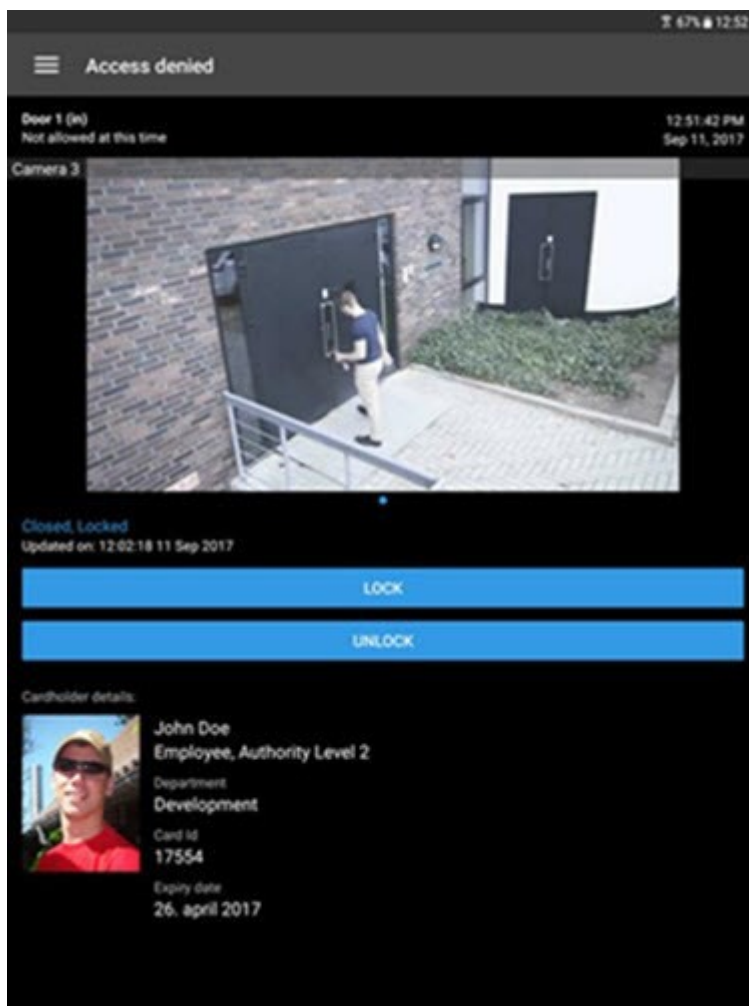 67% 12:52
Access denied
Door 1 (in)
12:51:42 PM
Not allowed at this time
Sep 11, 2017
Camera 3
Closed, Locked
Updated on: 12:02:18 11 Sep 2017
LOCK
UNLOCK
Cardholder details:
John Doe
Employee, Authority Level 2
Department
Development
Card Id
17554
Expiry date
26. april 2017